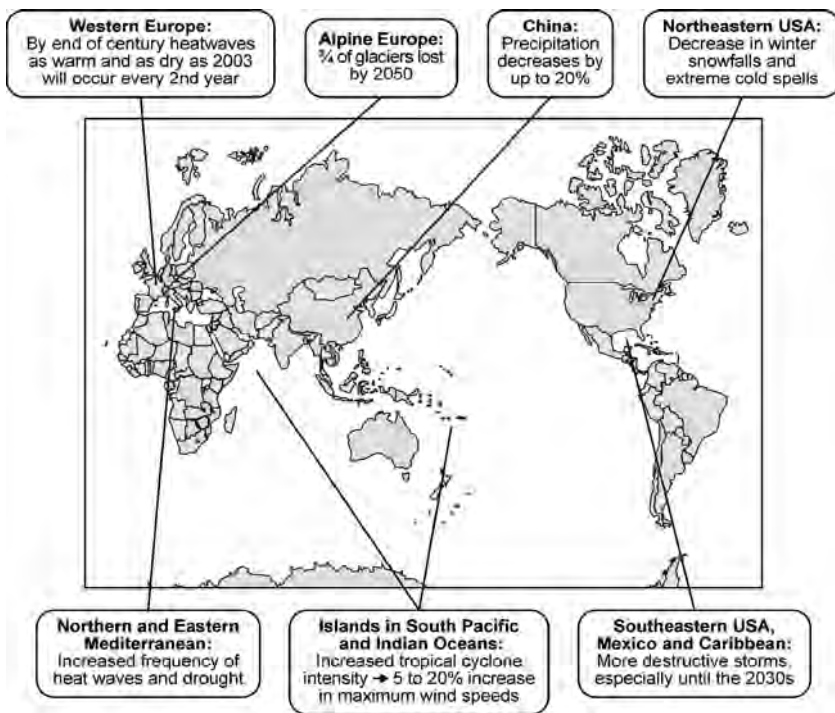 Western Europe:
By end of century heatwaves
as warm and as dry as 2003
will occur every 2nd year
Alpine Europe:
¾ of glaciers lost
by 2050
China:
Precipitation
decreases by
up to 20%
Northeastern USA:
Decrease in winter
snowfalls and
extreme cold spells
Northern and Eastern
Mediterranean:
Increased frequency of
heat waves and drought
Islands in South Pacific
and Indian Oceans:
Increased tropical cyclone
intensity → 5 to 20% increase
in maximum wind speeds
Southeastern USA,
Mexico and Caribbean:
More destructive storms,
especially until the 2030s